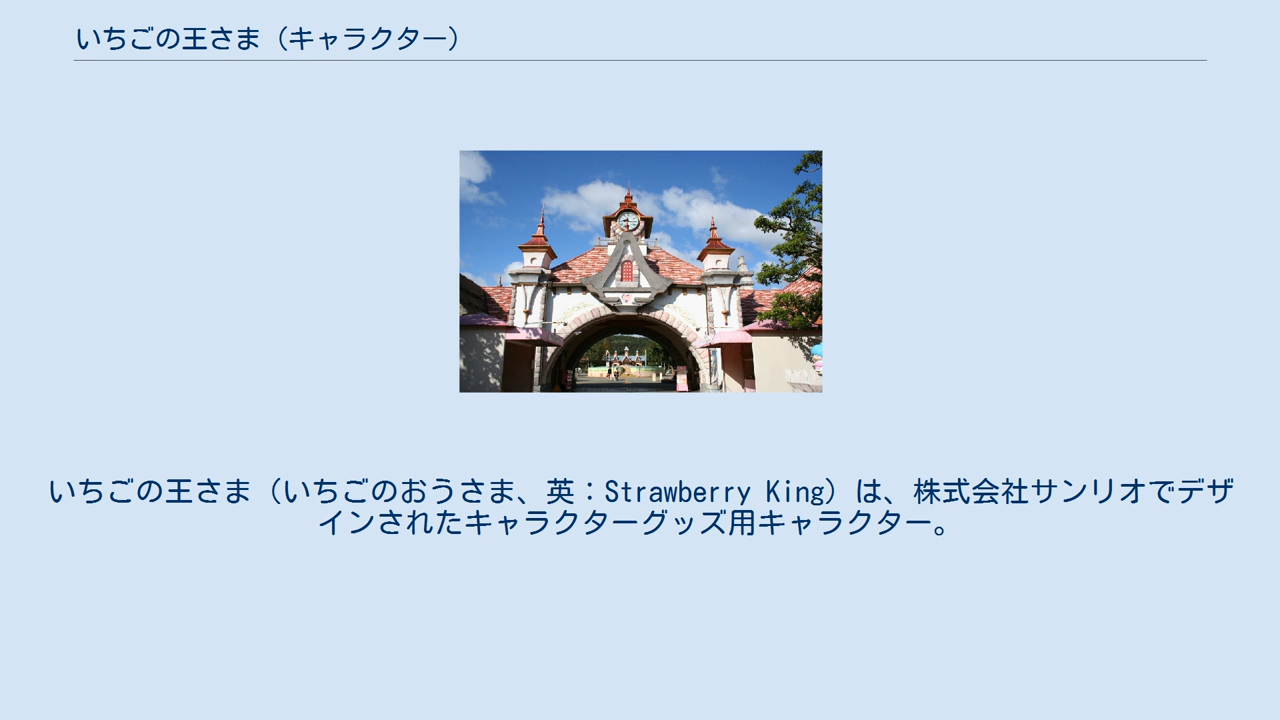 いちごの王さま（キャラクター）
いちごの王さま（いちごのおうさま、英：Strawberry King）は、株式会社サンリオでデザ
インされたキャラクターグッズ用キャラクター。